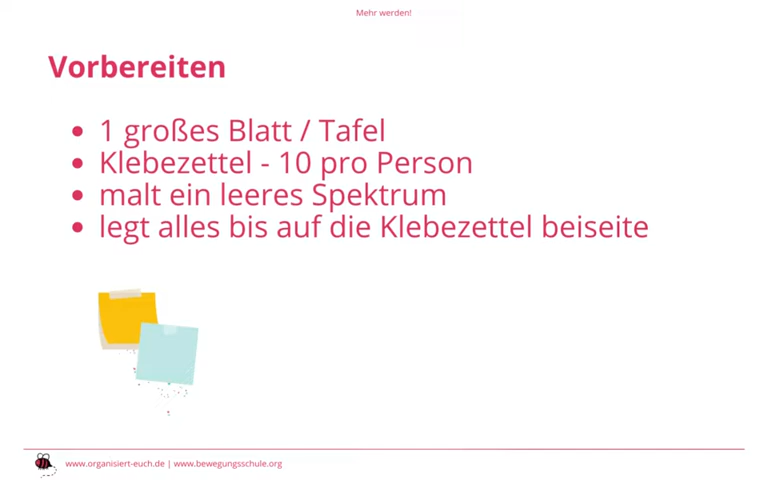 Mehr werden!
Vorbereiten
• 1 großes Blatt / Tafel
• Klebezettel - 10 pro Person
• malt ein leeres Spektrum
• legt alles bis auf die Klebezettel beiseite
www.organisiert-euch.de | www.bewegungsschule.org